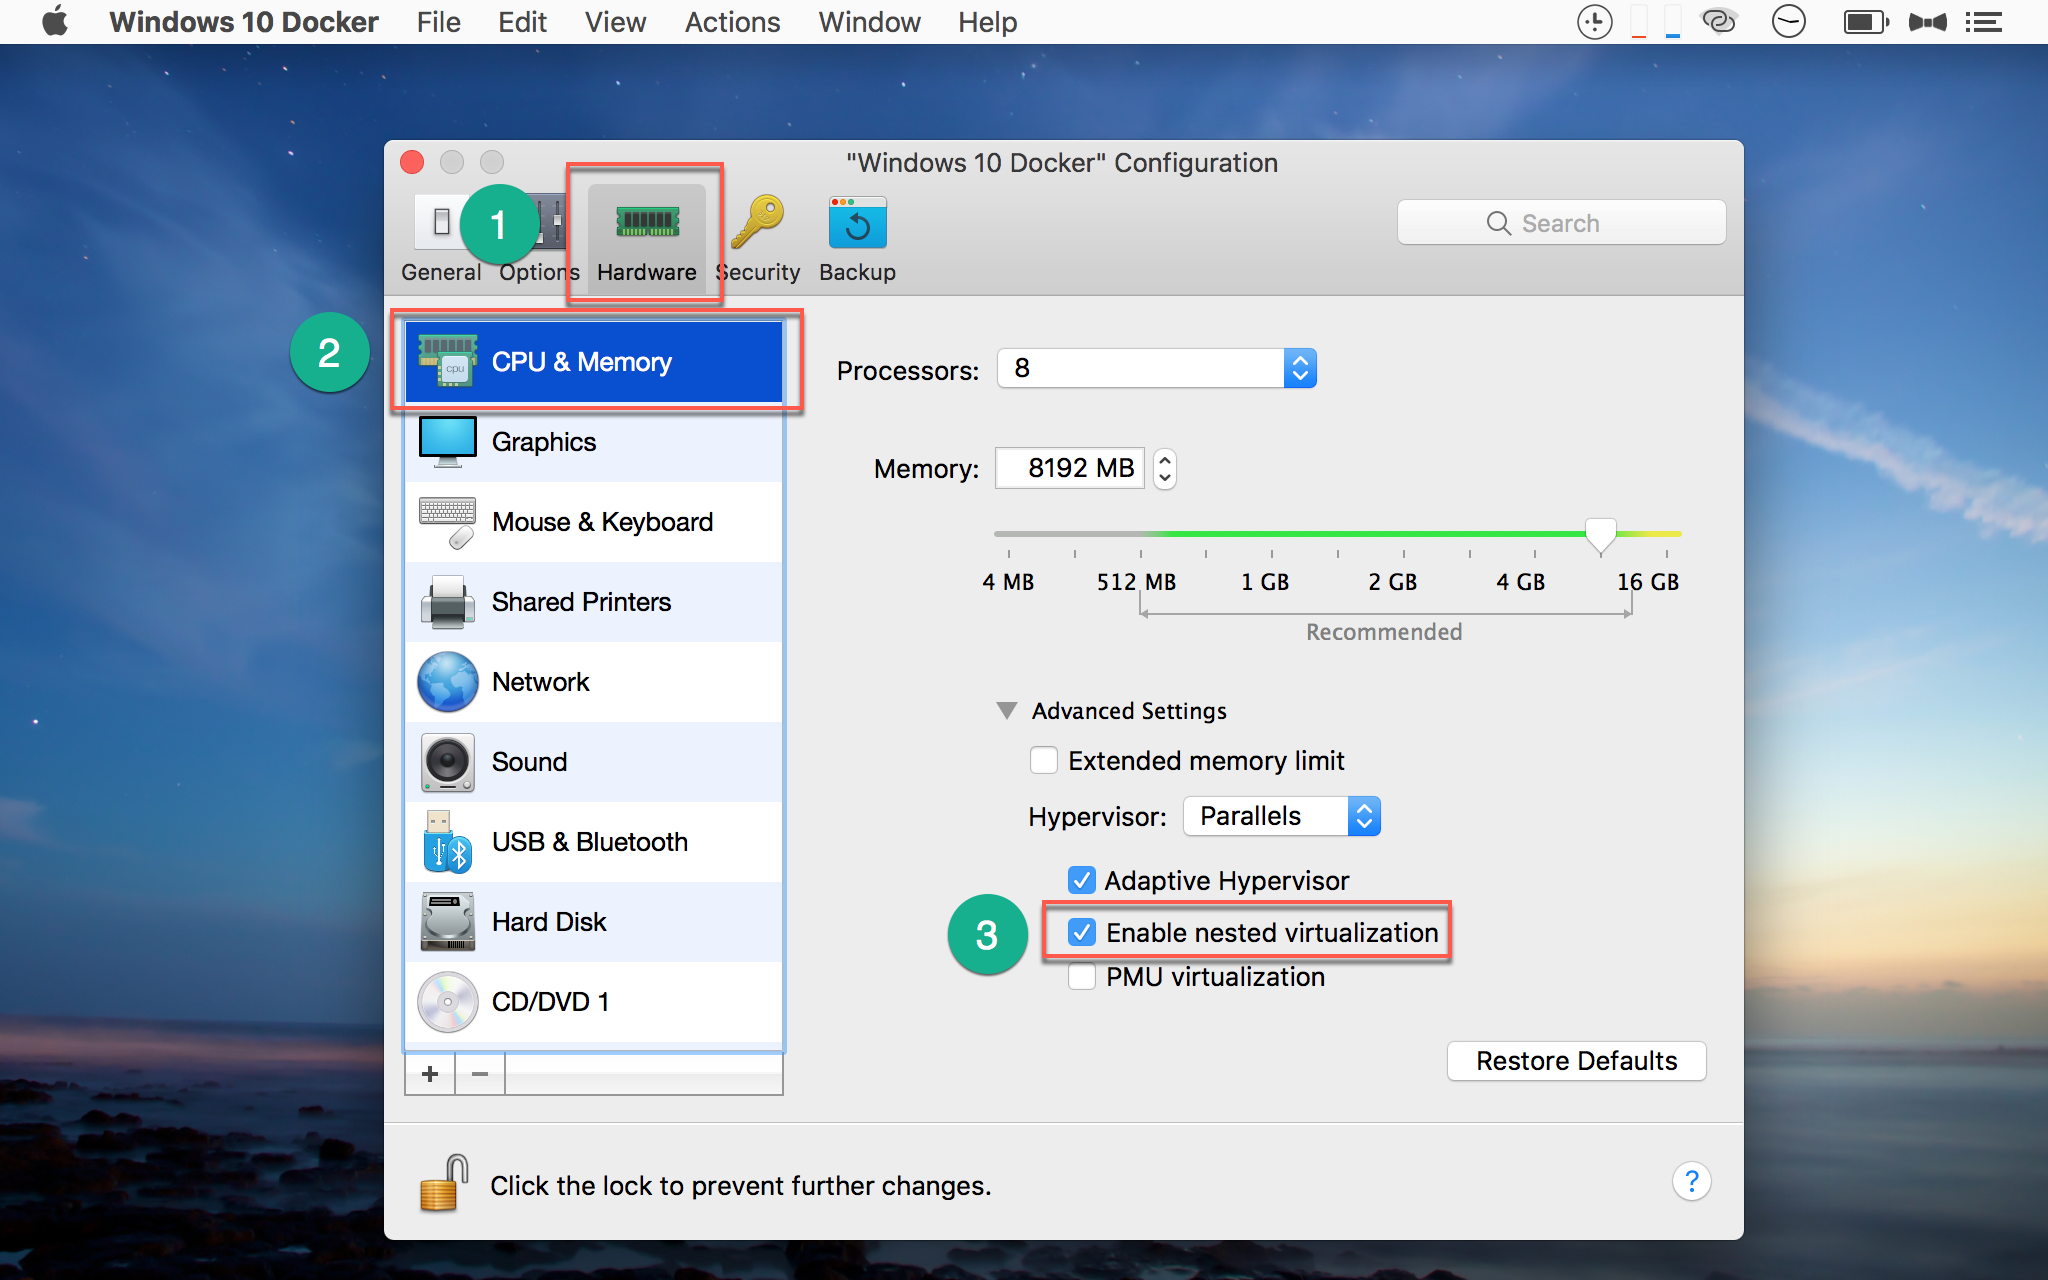 Windows 10 Docker File Edit View Actions Window Help
"Windows 10 Docker" Configuration
1
General Options Hardware Security Backup
Search
2
CPU & Memory
cpu
Graphics
Mouse & Keyboard
Shared Printers
Network
Sound
USB & Bluetooth
Hard Disk
CD/DVD 1
+ −
Processors: 8
Memory: 8192 MB
4 MB 512 MB 1 GB 2 GB 4 GB 16 GB
Recommended
Advanced Settings
Extended memory limit
Hypervisor: Parallels
Adaptive Hypervisor
3 Enable nested virtualization
PMU virtualization
Restore Defaults
Click the lock to prevent further changes.
?